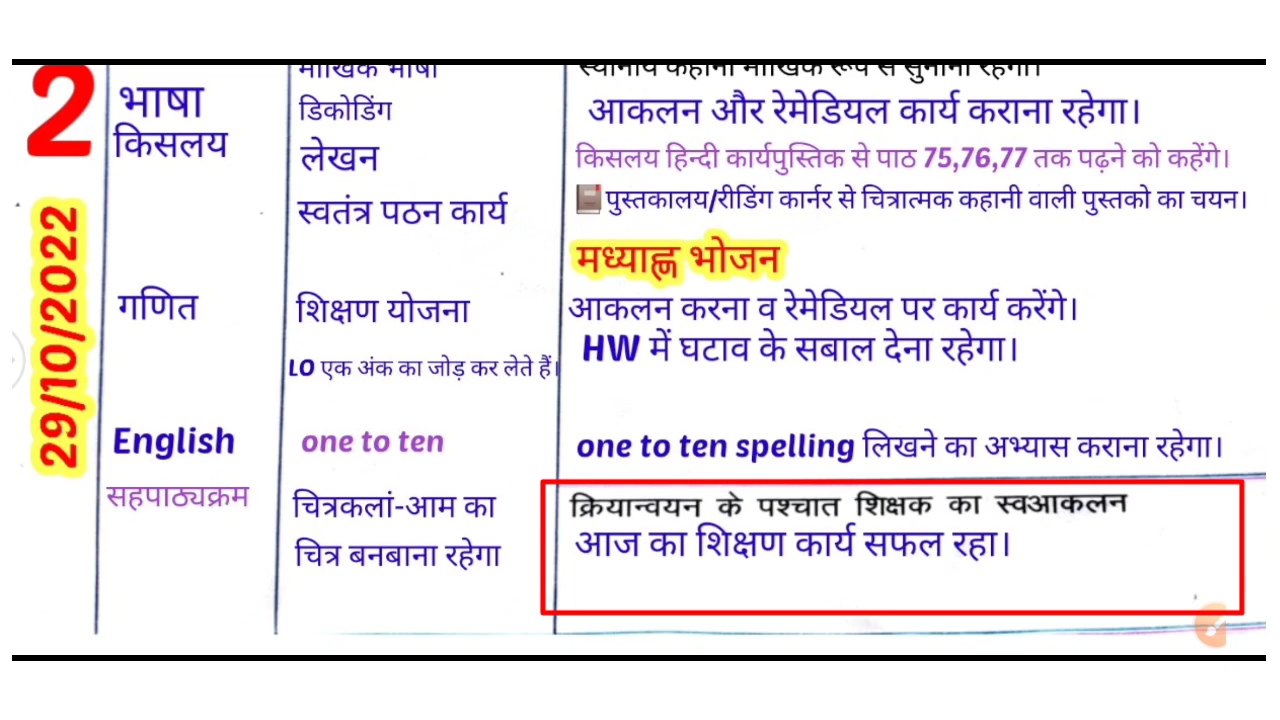 2
29/10/2022
भाषा
किसलय
मौखिक भाषा
डिकोडिंग
लेखन
स्वतंत्र पठन कार्य
स्थानीय कहानी मौखिक रूप से सुनाना रहेगा।
आकलन और रेमेडियल कार्य कराना रहेगा।
किसलय हिन्दी कार्यपुस्तिक से पाठ 75,76,77 तक पढ़ने को कहेंगे।
पुस्तकालय/रीडिंग कार्नर से चित्रात्मक कहानी वाली पुस्तको का चयन।
मध्याह्ण भोजन
गणित
शिक्षण योजना
LO एक अंक का जोड़ कर लेते हैं।
आकलन करना व रेमेडियल पर कार्य करेंगे।
HW में घटाव के सबाल देना रहेगा।
English
one to ten
one to ten spelling लिखने का अभ्यास कराना रहेगा।
सहपाठ्यक्रम
चित्रकलां-आम का
चित्र बनबाना रहेगा
क्रियान्वयन के पश्चात शिक्षक का स्वआकलन
आज का शिक्षण कार्य सफल रहा।